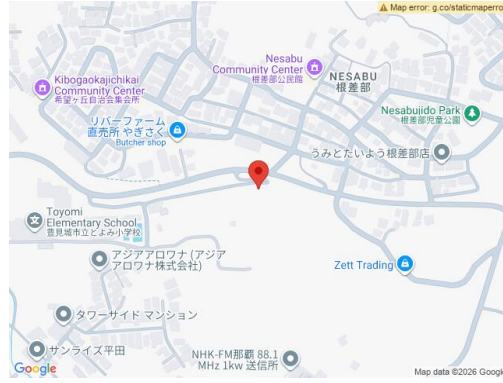 Map error: g.co/staticmaperro
Nesabu
Community Center
根差部公民館
NESABU
根差部
Kibogaokajichikai
Community Center
希望ヶ丘自治会集会所
Nesabujido Park
根差部児童公園
リバーファーム
直売所 やぎさく
Butcher shop
うみとたいよう根差部店
Toyomi
Elementary School
豊見城市立とよみ小学校
アジアアロワナ (アジア
アロワナ株式会社)
Zett Trading
タワーサイド マンション
サンライズ平田
NHK-FM那覇 88.1
MHz 1kw 送信所
Google
Map data ©2026 Google